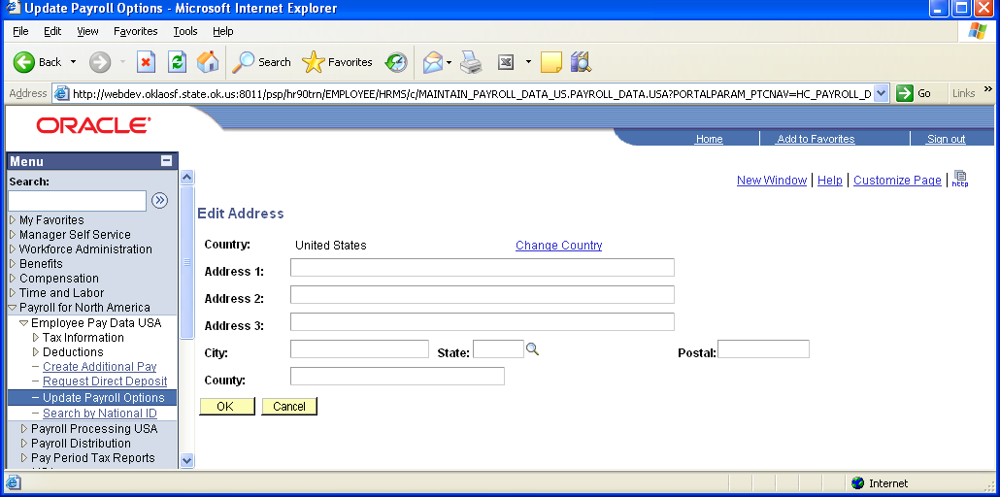 Update Payroll Options - Microsoft Internet Explorer
File Edit View Favorites Tools Help
Back Search Favorites
Address http://webdev.oklaosf.state.ok.us:8011/psp/hr90trn/EMPLOYEE/HRMS/c/MAINTAIN_PAYROLL_DATA_US.PAYROLL_DATA.USA?PORTALPARAM_PTCNAV=HC_PAYROLL_D Go Links »
ORACLE
Home Add to Favorites Sign out
Menu
Search:
My Favorites
Manager Self Service
Workforce Administration
Benefits
Compensation
Time and Labor
Payroll for North America
Employee Pay Data USA
Tax Information
Deductions
Create Additional Pay
Request Direct Deposit
Update Payroll Options
Search by National ID
Payroll Processing USA
Payroll Distribution
Pay Period Tax Reports
New Window | Help | Customize Page | http
Edit Address
Country: United States Change Country
Address 1:
Address 2:
Address 3:
City: State: Postal:
County:
OK Cancel
Internet